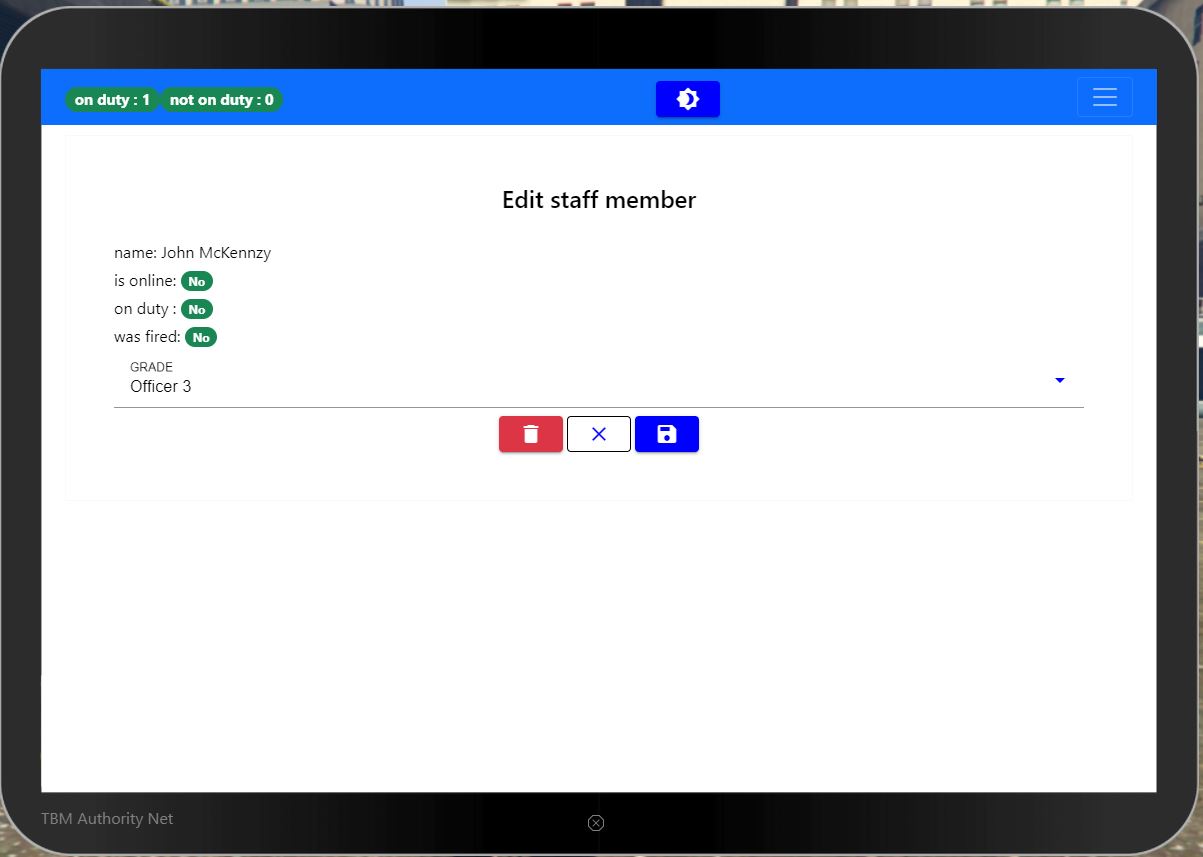 on duty : 1 not on duty : 0
Edit staff member
name: John McKennzy
is online: No
on duty : No
was fired: No
GRADE
Officer 3
TBM Authority Net